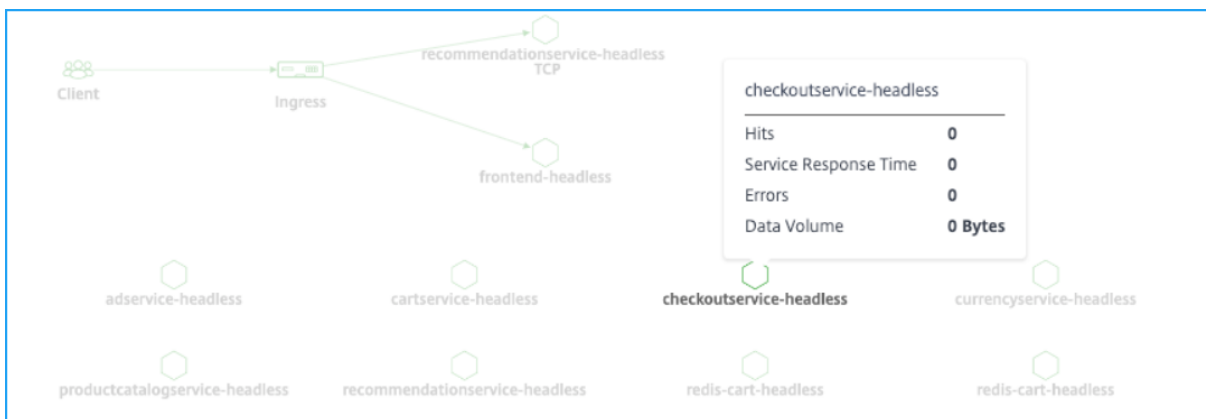 recommendationservice-headless
TCP
Client
Ingress
frontend-headless
checkoutservice-headless
Hits 0
Service Response Time 0
Errors 0
Data Volume 0 Bytes
adservice-headless
cartservice-headless
checkoutservice-headless
currencyservice-headless
productcatalogservice-headless
recommendationservice-headless
redis-cart-headless
redis-cart-headless